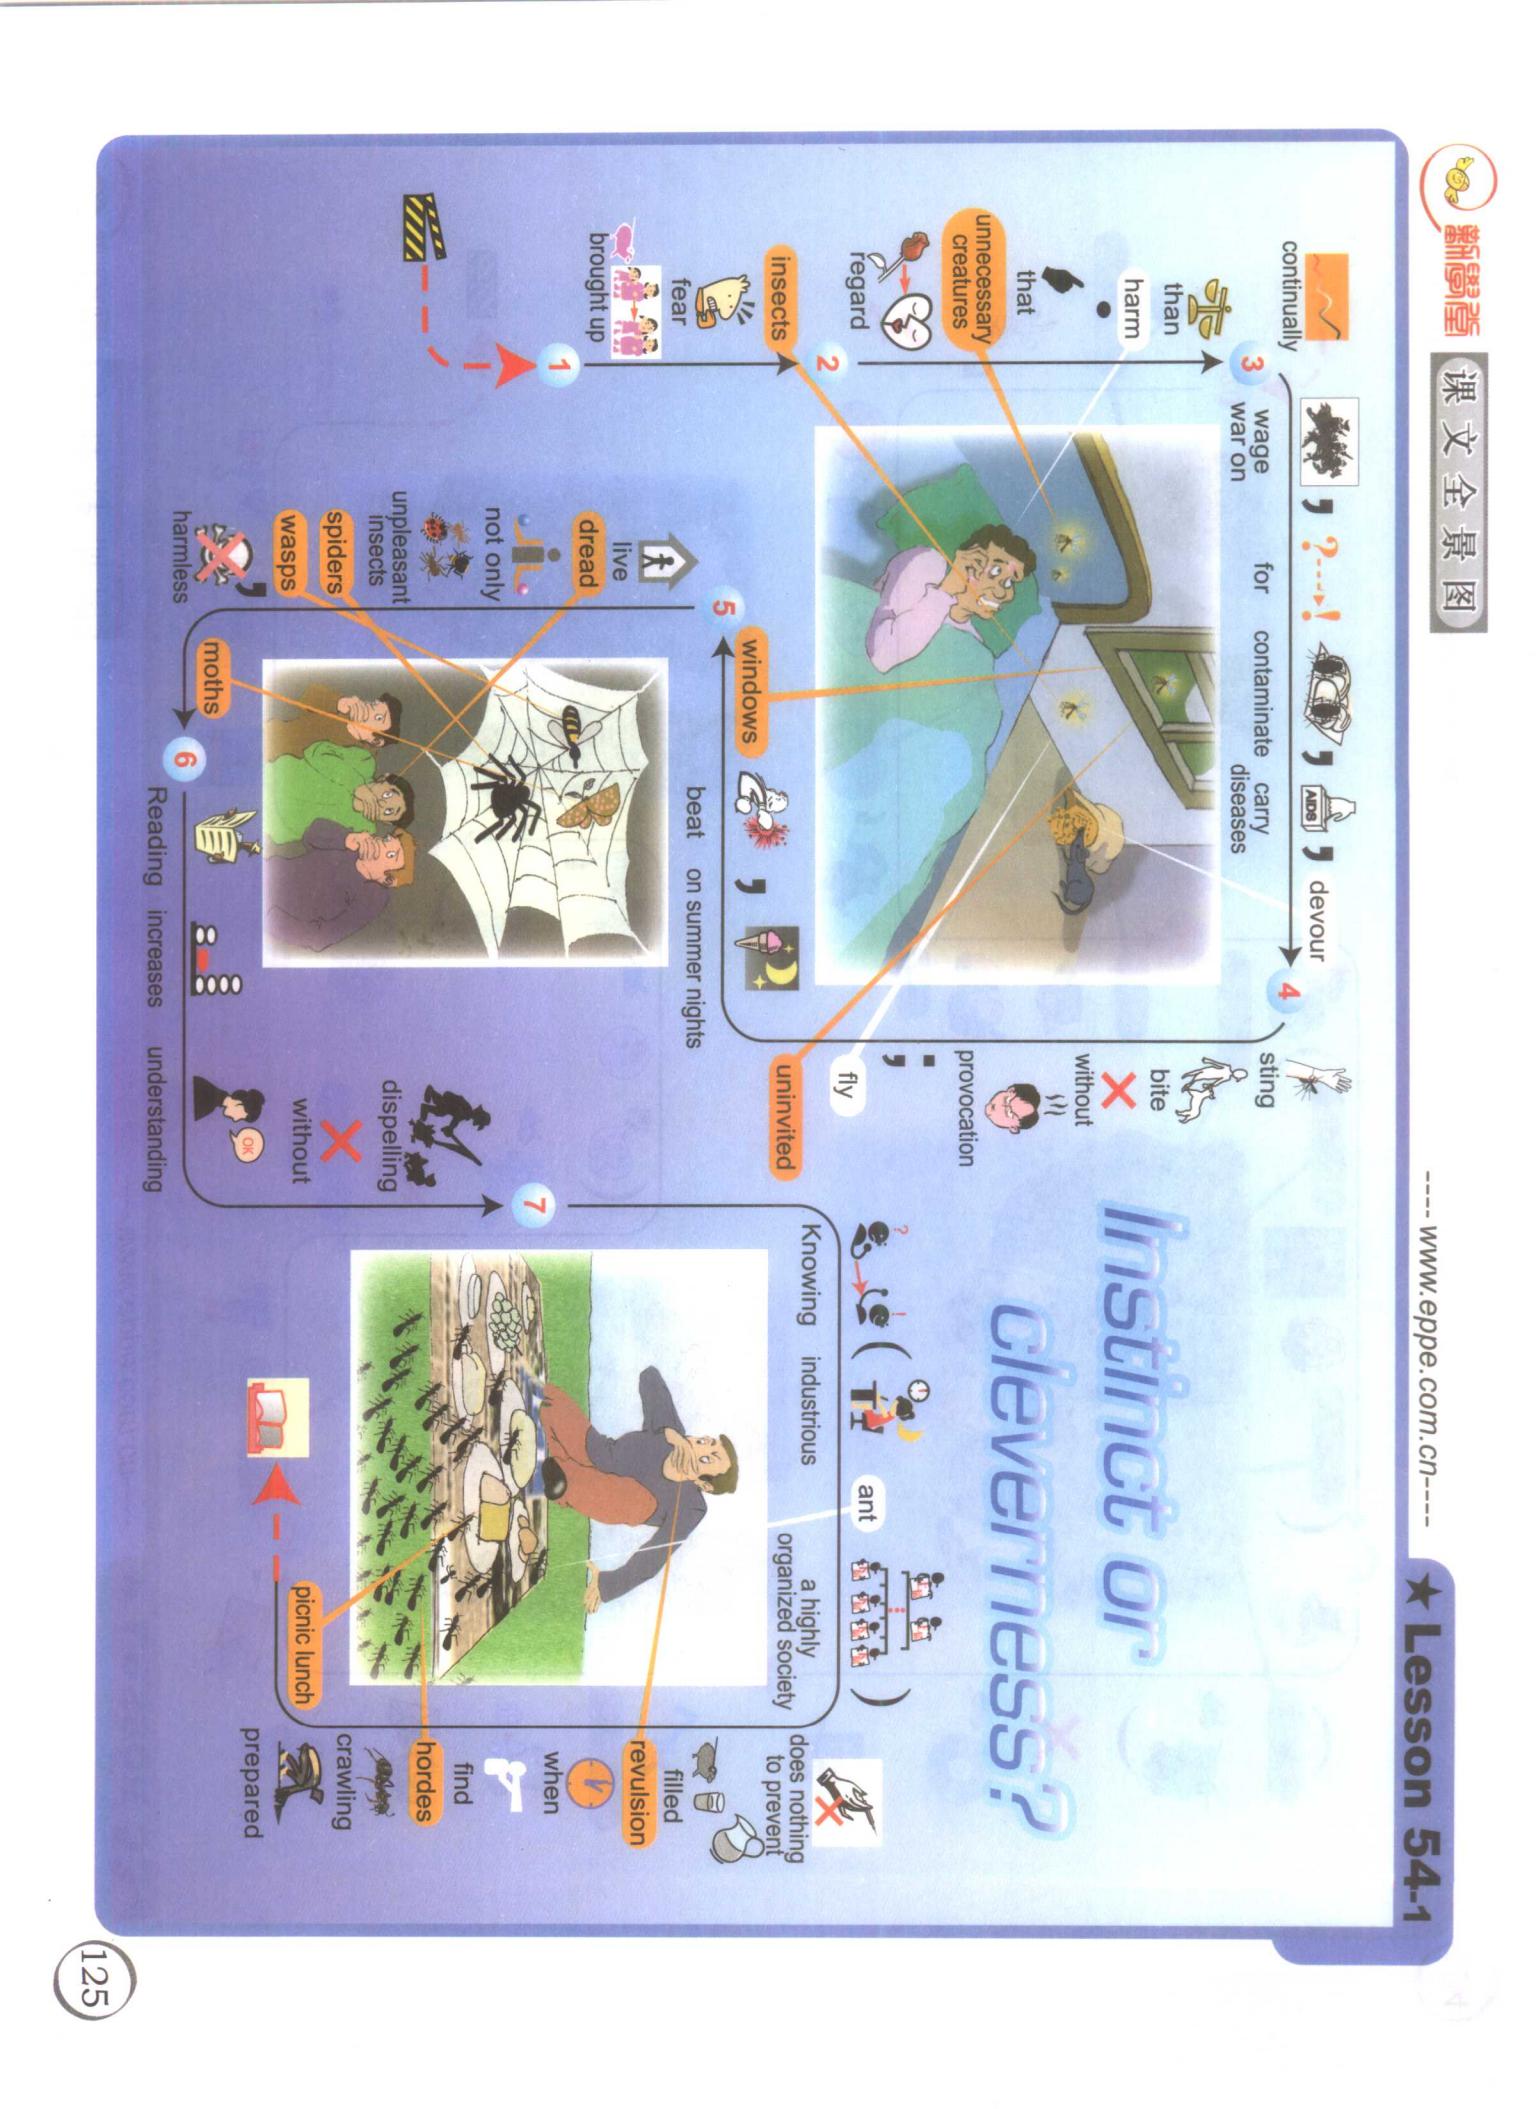 翻學堂
课文全景图
----www.eppe.com.cn----
★ Lesson 54-1
Instinct or
cleverness?
1
brought up
fear
insects
2
regard
that
unnecessary
creatures
harm
than
continually
3
wage
war on
for
contaminate
carry
diseases
AIDS
devour
4
sting
bite
without
provocation
fly
uninvited
windows
beat
on summer nights
5
live
dread
not only
unpleasant
insects
spiders
wasps
harmless
moths
6
Reading
increases
understanding
OK
without
dispelling
7
Knowing
industrious
ant
a highly
organized society
does nothing
to prevent
filled
revulsion
when
find
hordes
crawling
prepared
picnic lunch
125